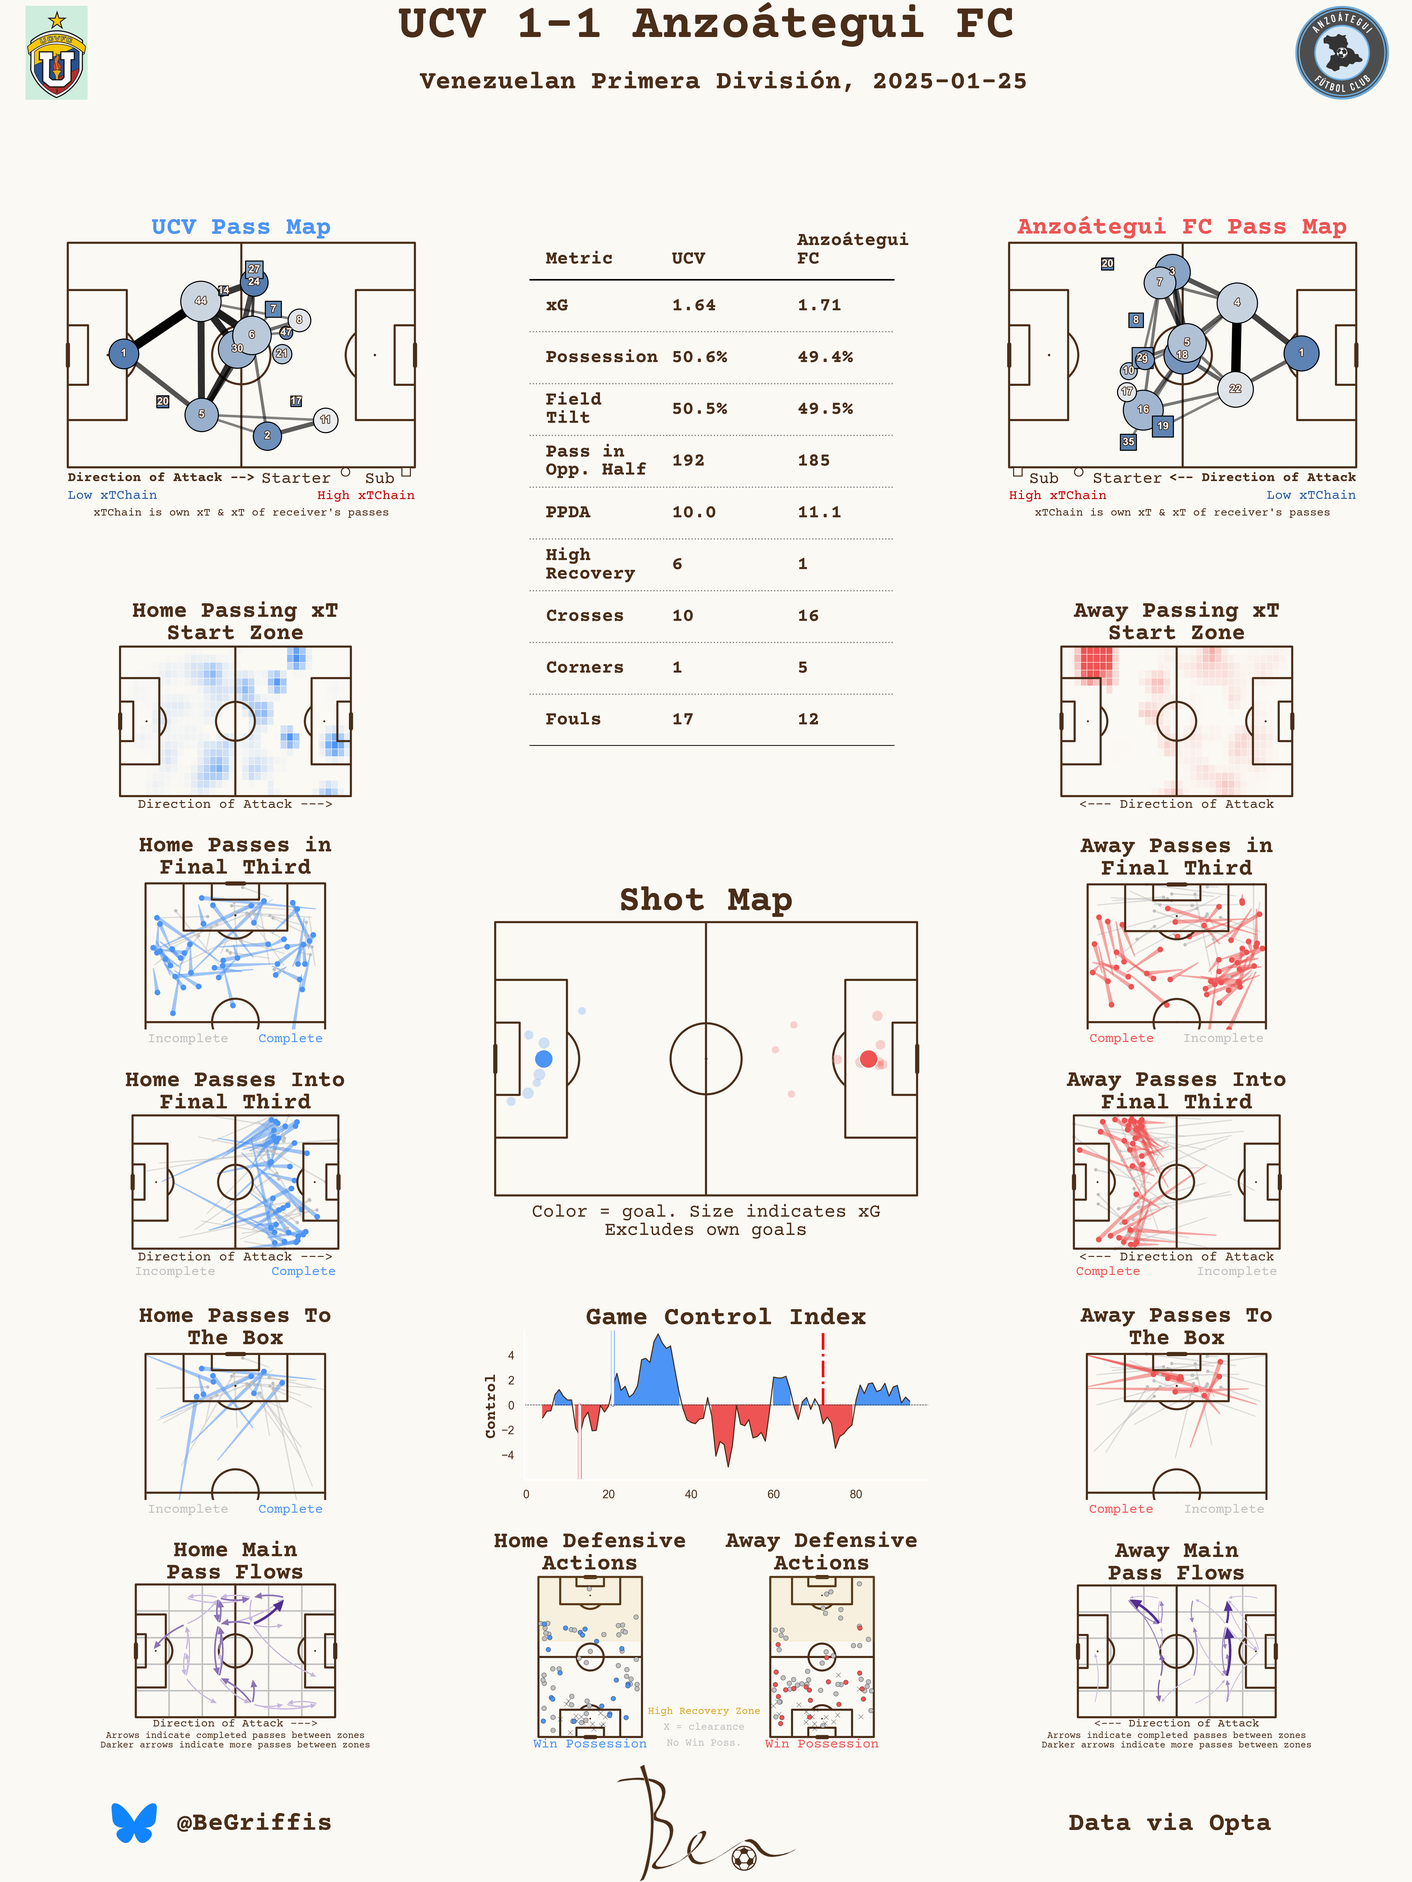 UCV 1-1 Anzoátegui FC
Venezuelan Primera División, 2025-01-25
ANZOÁTEGUI
FÚTBOL CLUB
UCV Pass Map
27
24
14
44
7
8
6
47
30
21
1
20
17
5
11
2
Direction of Attack --> Starter Sub
Low xTChain High xTChain
xTChain is own xT & xT of receiver's passes
Metric UCV Anzoátegui FC
xG 1.64 1.71
Possession 50.6% 49.4%
Field Tilt 50.5% 49.5%
Pass in Opp. Half 192 185
PPDA 10.0 11.1
High Recovery 6 1
Crosses 10 16
Corners 1 5
Fouls 17 12
Anzoátegui FC Pass Map
20
3
7
4
8
5
18
1
10
17
22
16
19
35
Sub Starter <-- Direction of Attack
High xTChain Low xTChain
xTChain is own xT & xT of receiver's passes
Home Passing xT
Start Zone
Direction of Attack --->
Away Passing xT
Start Zone
<--- Direction of Attack
Home Passes in
Final Third
Incomplete Complete
Away Passes in
Final Third
Complete Incomplete
Shot Map
Color = goal. Size indicates xG
Excludes own goals
Home Passes Into
Final Third
Direction of Attack --->
Incomplete Complete
Away Passes Into
Final Third
<--- Direction of Attack
Complete Incomplete
Home Passes To
The Box
Incomplete Complete
Game Control Index
Control
4
2
0
−2
−4
0 20 40 60 80
Away Passes To
The Box
Complete Incomplete
Home Main
Pass Flows
Direction of Attack --->
Arrows indicate completed passes between zones
Darker arrows indicate more passes between zones
Home Defensive
Actions
Win Possession
Away Defensive
Actions
Win Possession
High Recovery Zone
X = clearance
No Win Poss.
Away Main
Pass Flows
<--- Direction of Attack
Arrows indicate completed passes between zones
Darker arrows indicate more passes between zones
@BeGriffis
Ben
Data via Opta